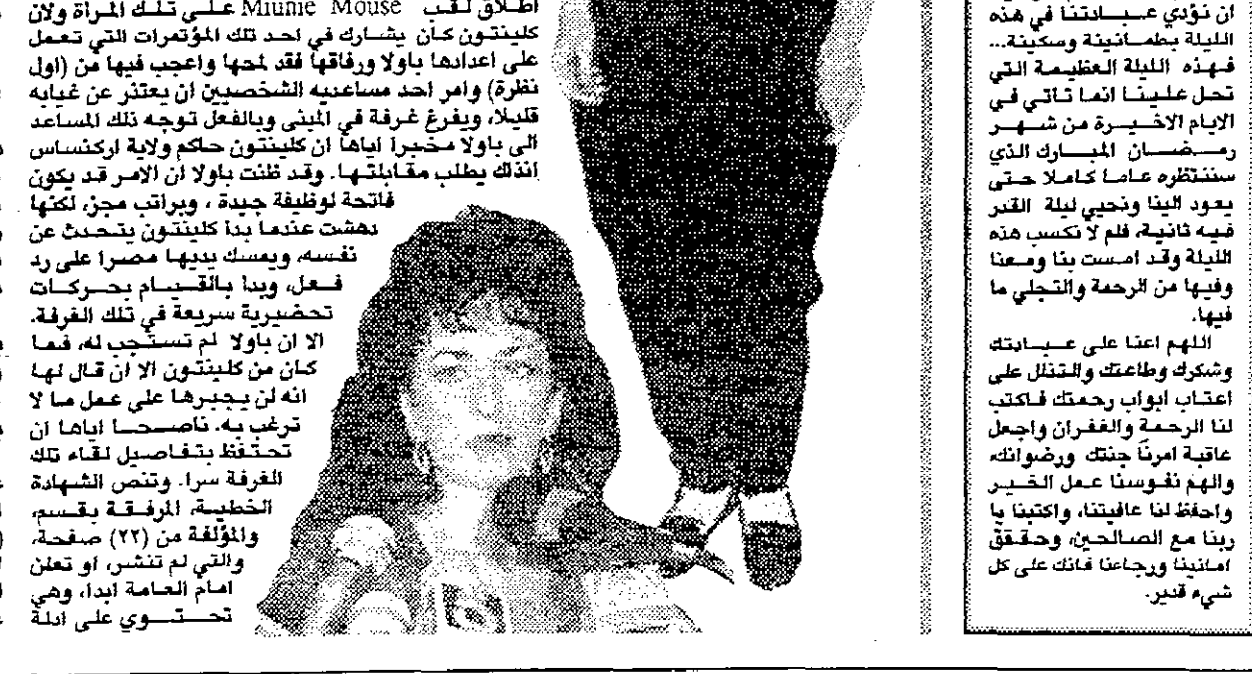 ان نؤدي عبادتنا في هذه
الليلة بطمانينة وسكينة...
فهذه الليلة العظيمة التي
تحل علينا انما تاتي في
الايام الاخيرة من شهر
رمضان المبارك الذي
سننتظره عاما كاملا حتى
يعود الينا ونحيي ليلة القدر
فيه ثانية، فلم لا نكسب هذه
الليلة وقد امست بنا ومعنا
وفيها من الرحمة والتجلي ما
فيها.
اللهم اعنا على عبادتك
وشكرك وطاعتك والتذلل على
اعتاب ابواب رحمتك فاكتب
لنا الرحمة والغفران واجعل
عاقبة امرنا جنتك ورضوانك،
والهم نفوسنا عمل الخير
واحفظ لنا عافيتنا، واكتبنا يا
ربنا مع الصالحين، وحقق
امانينا ورجاءنا فانك على كل
شيء قدير.
اطلاق لقب Miunie Mouse على تلك المراة ولان
كلينتون كان يشارك في احد تلك المؤتمرات التي تعمل
على اعدادها باولا ورفاقها فقد لمحها واعجب فيها من (اول
نظرة) وامر احد مساعديه الشخصيين ان يعتذر عن غيابه
قليلا، ويفرغ غرفة في المبنى وبالفعل توجه ذلك المساعد
الى باولا مخبرا اياها ان كلينتون حاكم ولاية اركنساس
انذلك يطلب مقابلتها. وقد ظنت باولا ان الامر قد يكون
فاتحة لوظيفة جيدة ، وبراتب مجز، لكنها
دهشت عندما بدا كلينتون يتحدث عن
نفسه، ويمسك يديها مصرا على رد
فعل، وبدا بالقيام بحركات
تحضيرية سريعة في تلك الغرفة.
الا ان باولا لم تستجب له، فما
كان من كلينتون الا ان قال لها
انه لن يجبرها على عمل ما لا
ترغب به. ناصحا اياها ان
تحتفظ بتفاصيل لقاء تلك
الغرفة سرا. وتنص الشهادة
الخطية، المرفقة بقسم،
والمؤلفة من (٢٢) صفحة،
والتي لم تنشر، او تعلن
امام العامة ابدا، وهي
تحتوي على ادلة